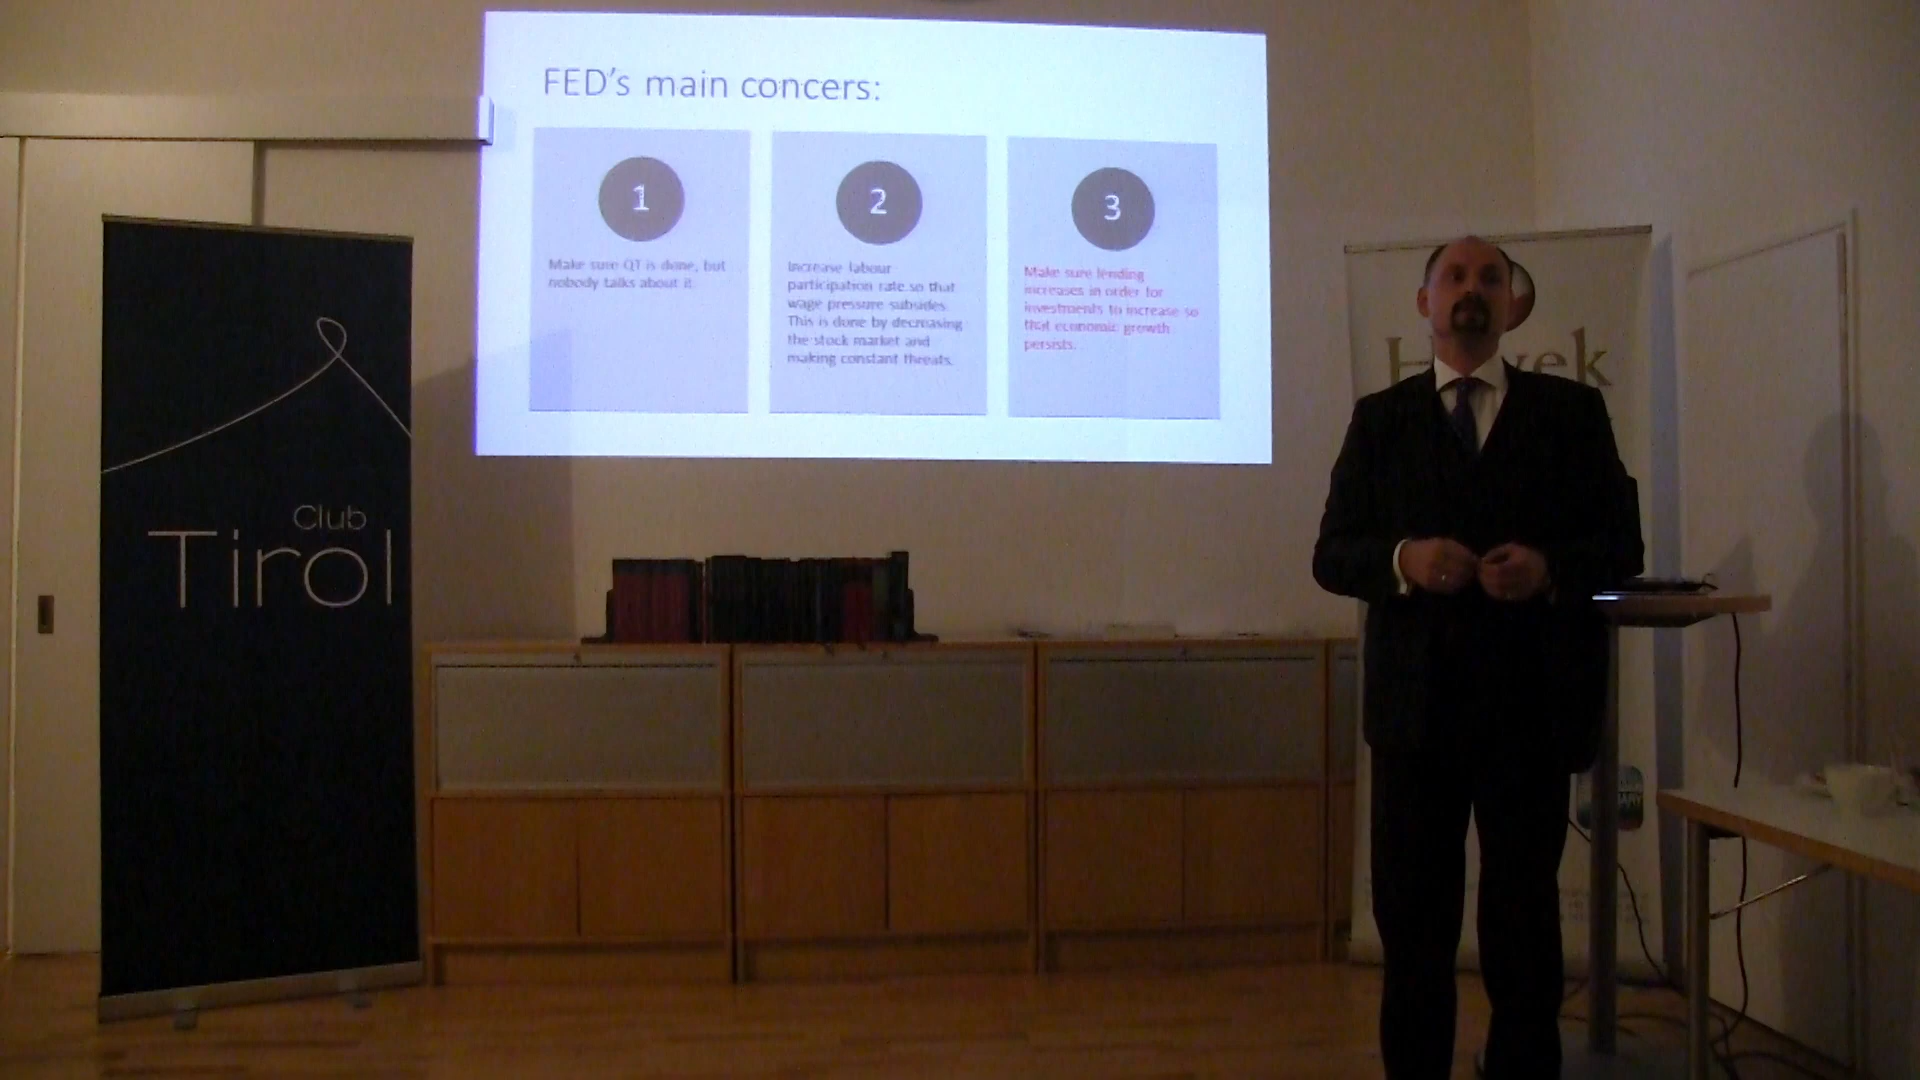 FED's main concers:
1
Make sure QT is done, but
nobody talks about it.
2
Increase labour
participation rate so that
wage pressure subsides.
This is done by decreasing
the stock market and
making constant threats.
3
Make sure lending
increases in order for
investments to increase so
that economic growth
persists.
Club
Tirol
H yek